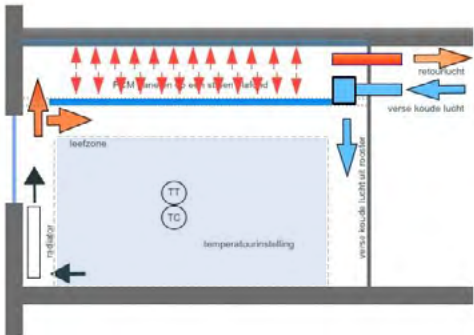 retourlucht
PCM panelen op een stalen plafond
verse koude lucht
leefzone
TT
TC
temperatuurinstelling
radiator
verse koude lucht uit rooster